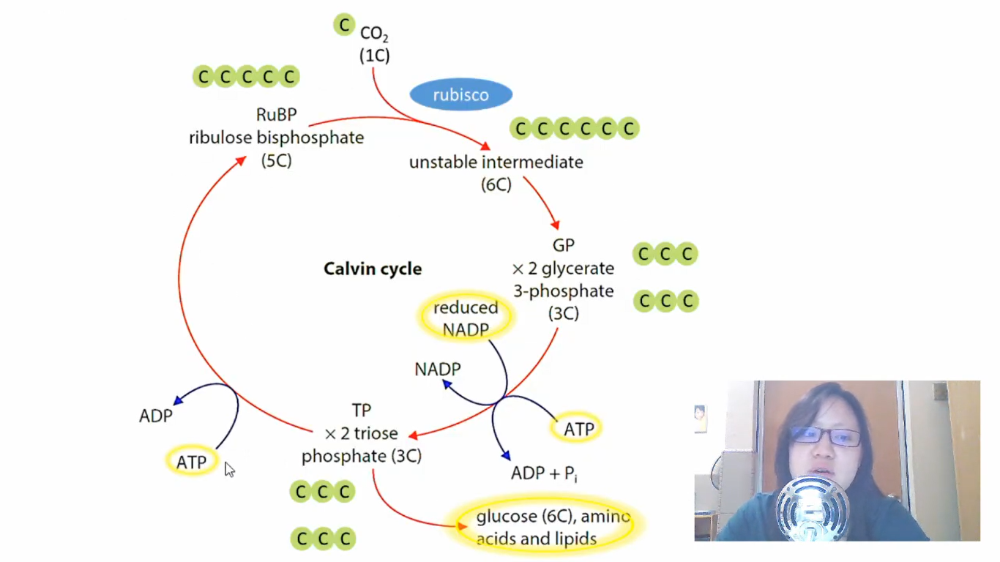 C
CO₂
(1C)
C C C C C
rubisco
RuBP
ribulose bisphosphate
(5C)
C C C C C C
unstable intermediate
(6C)
GP
× 2 glycerate
3-phosphate
(3C)
C C C
C C C
Calvin cycle
reduced
NADP
NADP
ADP
ATP
TP
× 2 triose
phosphate (3C)
ATP
ADP + Pᵢ
C C C
C C C
glucose (6C), amino
acids and lipids